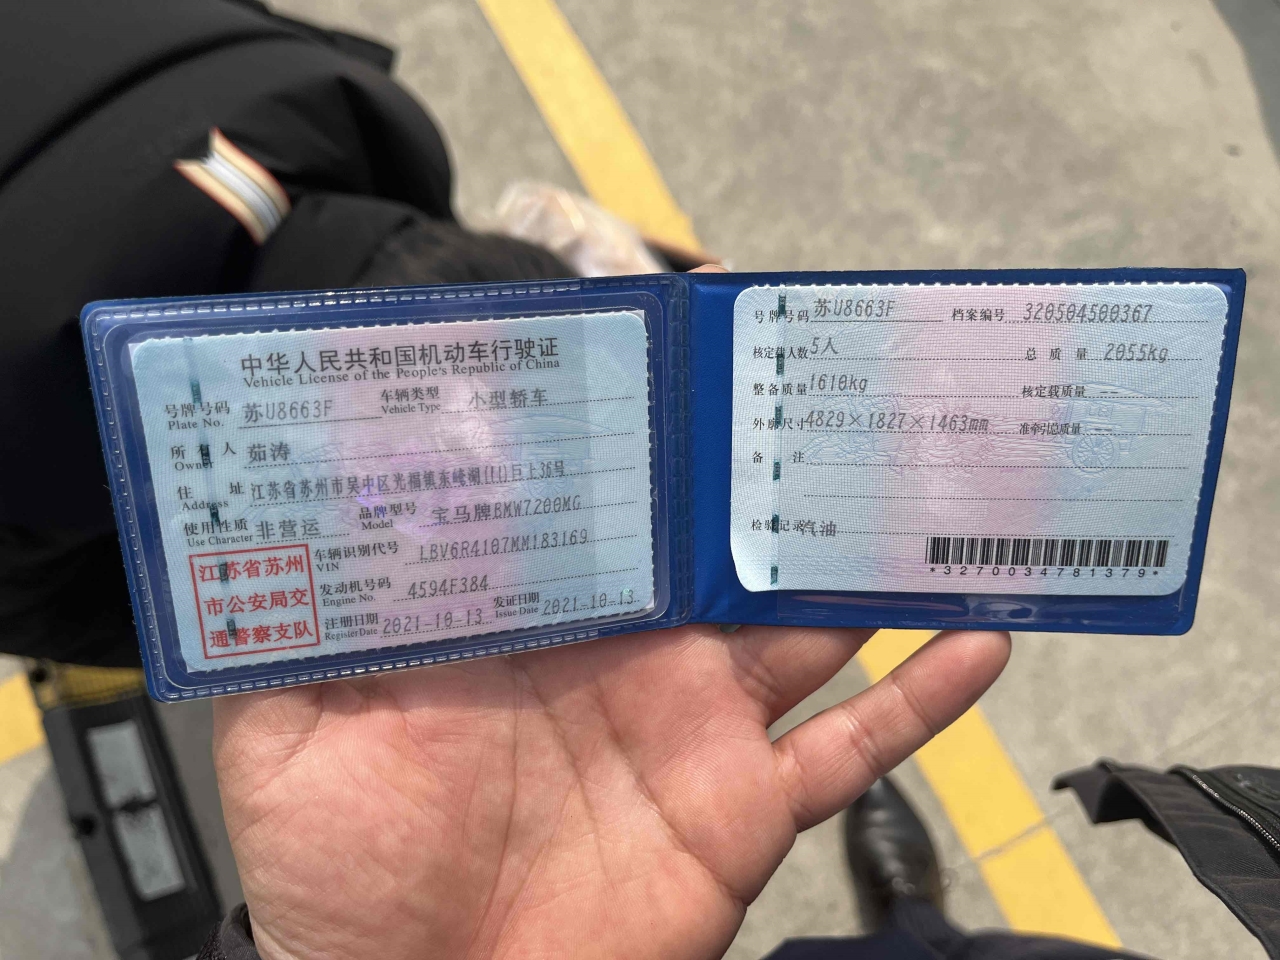 中华人民共和国机动车行驶证
Vehicle License of the People's Republic of China
号牌号码 苏U8663F 车辆类型 小型轿车
Plate No. Vehicle Type
所有人 茹涛
Owner
住址 江苏省苏州市吴中区光福镇东崦湖(11)巨上36号
Address
使用性质 非营运 品牌型号 宝马牌BMW7200MG
Use Character Model
车辆识别代号 LBV6R4107MM183169
VIN
发动机号码 4594F384
Engine No.
注册日期 2021-10-13 发证日期 2021-10-13
Register Date Issue Date
江苏省苏州
市公安局交
通警察支队
号牌号码 苏U8663F 档案编号 320504500367
核定载人数 5人 总质量 2055kg
整备质量 1610kg 核定载质量 --
外廓尺寸 4829×1827×1463mm 准牵引总质量 --
备注
检验记录 汽油
*3270034781379*